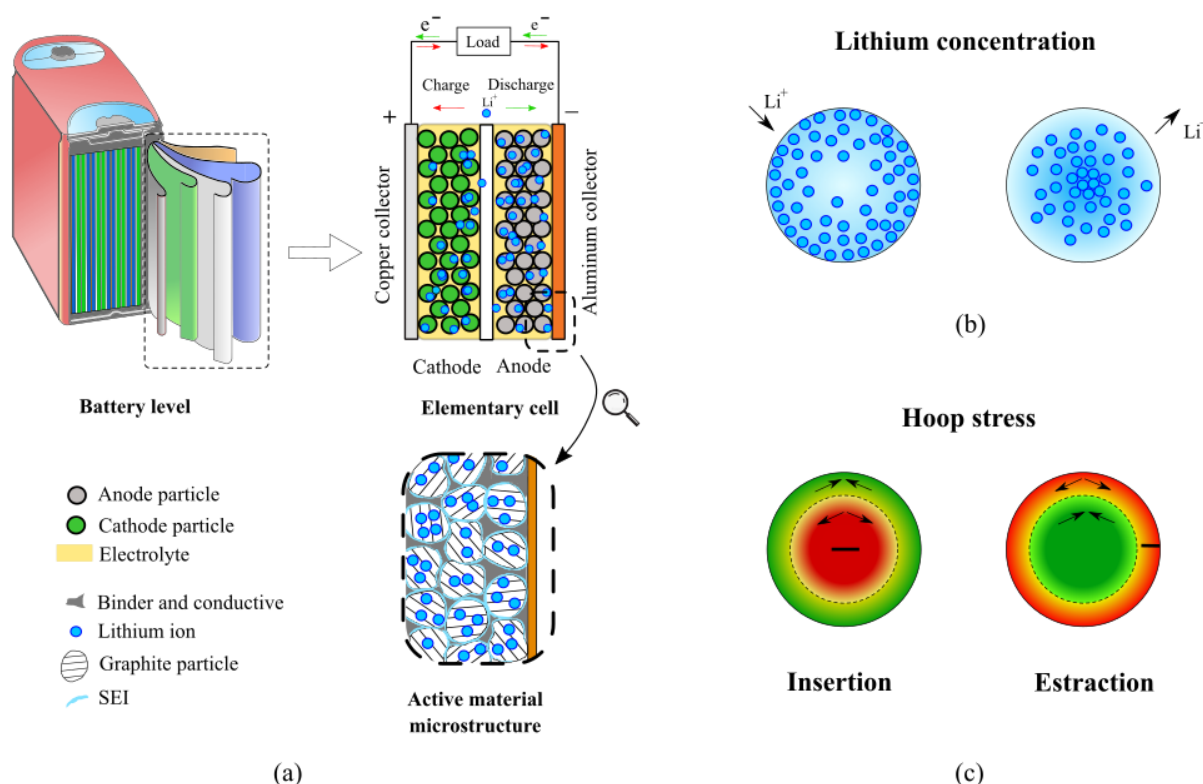 e−
e−
Load
Charge
Discharge
Li+
+
−
Copper collector
Aluminum collector
Cathode
Anode
Battery level
Elementary cell
Anode particle
Cathode particle
Electrolyte
Binder and conductive
Lithium ion
Graphite particle
SEI
Active material
microstructure
(a)
Lithium concentration
Li+
Li
(b)
Hoop stress
Insertion
Estraction
(c)